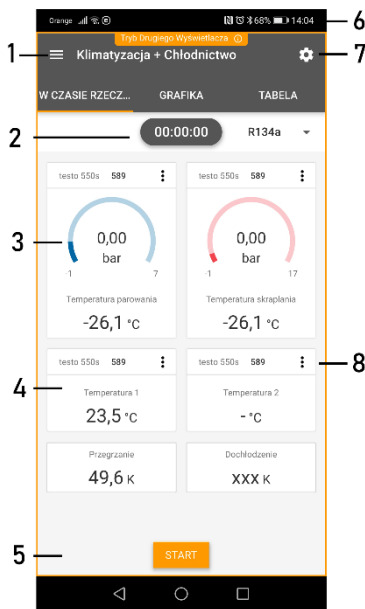 Orange 68% 14:04 6
Tryb Drugiego Wyświetlacza
1 Klimatyzacja + Chłodnictwo 7
W CZASIE RZECZ... GRAFIKA TABELA
2 00:00:00 R134a
testo 550s 589 testo 550s 589
3 0,00 0,00
bar bar
-1 7 -1 17
Temperatura parowania Temperatura skraplania
-26,1 °C -26,1 °C
testo 550s 589 testo 550s 589 8
4 Temperatura 1 Temperatura 2
23,5 °C - °C
Przegrzanie Dochłodzenie
49,6 K xxx K
5 START